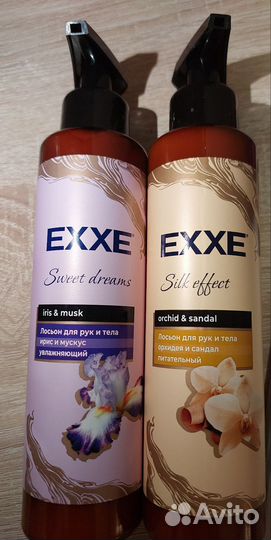 EXXE
Sweet dreams
iris & musk
Лосьон для рук и тела
ирис и мускус
увлажняющий
EXXE
Silk effect
orchid & sandal
Лосьон для рук и тела
орхидея и сандал
питательный
Avito